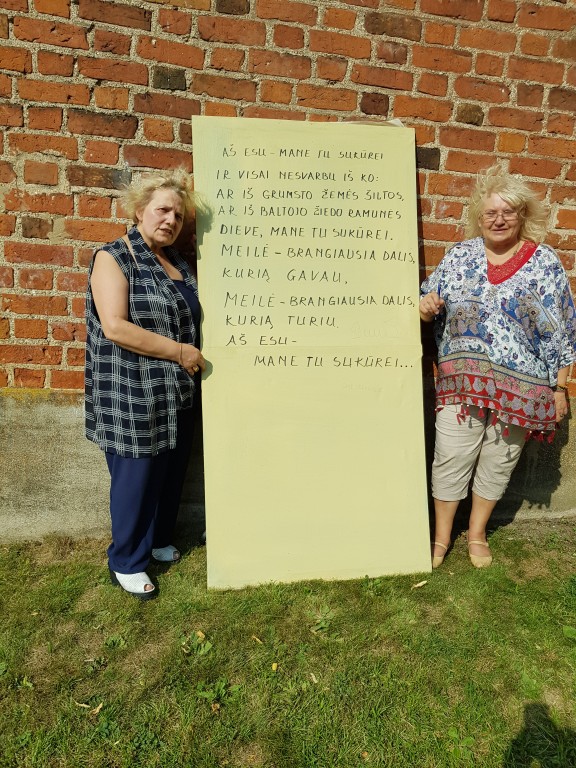 AŠ ESU – MANE TU SUKŪREI
IR VISAI NESVARBU IŠ KO:
AR IŠ GRUMSTO ŽEMĖS ŠILTOS,
AR IŠ BALTOJO ŽIEDO RAMUNĖS
DIEVE, MANE TU SUKŪREI.
MEILĖ – BRANGIAUSIA DALIS,
KURIĄ GAVAU,
MEILĖ – BRANGIAUSIA DALIS,
KURIĄ TURIU.
AŠ ESU –
MANE TU SUKŪREI...